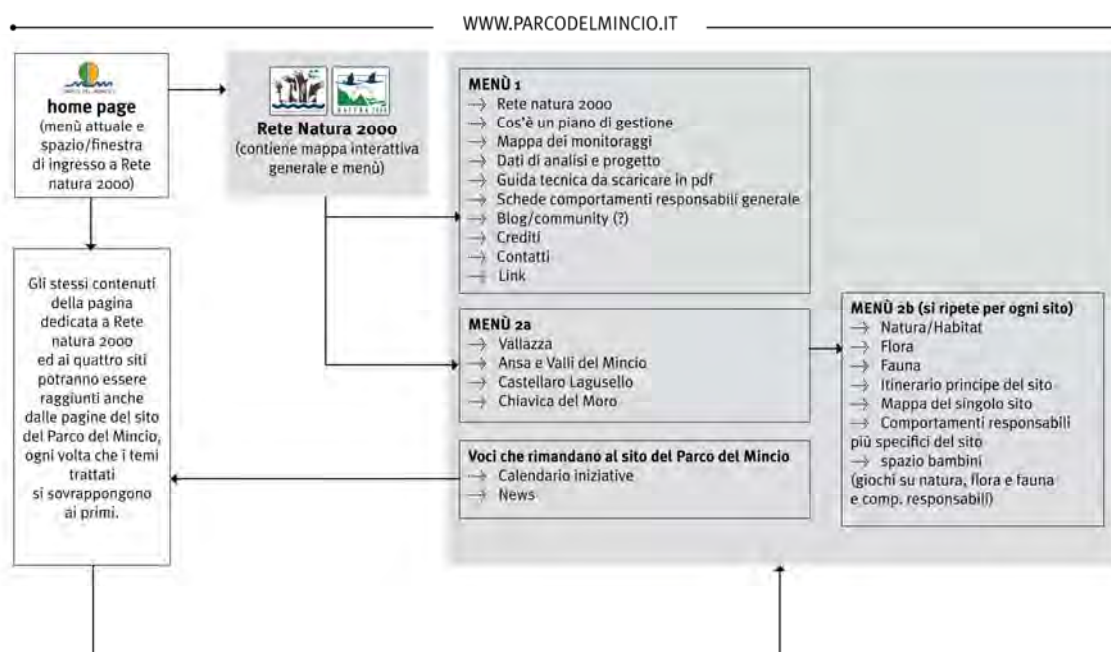 WWW.PARCODELMINCIO.IT
home page
(menù attuale e
spazio/finestra
di ingresso a Rete
natura 2000)
Rete Natura 2000
(contiene mappa interattiva
generale e menù)
MENÙ 1
→ Rete natura 2000
→ Cos'è un piano di gestione
→ Mappa dei monitoraggi
→ Dati di analisi e progetto
→ Guida tecnica da scaricare in pdf
→ Schede comportamenti responsabili generale
→ Blog/community (?)
→ Crediti
→ Contatti
→ Link
Gli stessi contenuti
della pagina
dedicata a Rete
natura 2000
ed ai quattro siti
potranno essere
raggiunti anche
dalle pagine del sito
del Parco del Mincio,
ogni volta che i temi
trattati
si sovrappongono
ai primi.
MENÙ 2a
→ Vallazza
→ Ansa e Valli del Mincio
→ Castellaro Lagusello
→ Chiavica del Moro
MENÙ 2b (si ripete per ogni sito)
→ Natura/Habitat
→ Flora
→ Fauna
→ Itinerario principe del sito
→ Mappa del singolo sito
→ Comportamenti responsabili
più specifici del sito
→ spazio bambini
(giochi su natura, flora e fauna
e comp. responsabili)
Voci che rimandano al sito del Parco del Mincio
→ Calendario iniziative
→ News